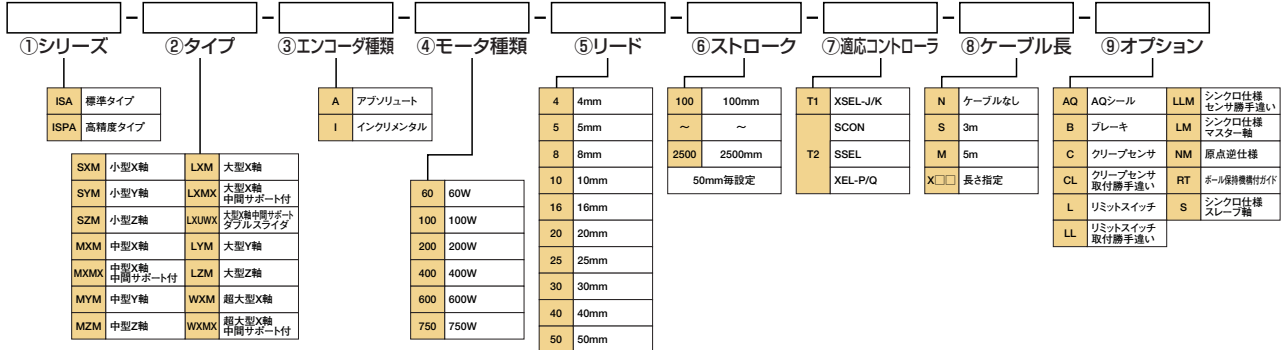 ①シリーズ
②タイプ
③エンコーダ種類
④モータ種類
⑤リード
⑥ストローク
⑦適応コントローラ
⑧ケーブル長
⑨オプション
ISA 標準タイプ
ISPA 高精度タイプ
SXM 小型X軸
SYM 小型Y軸
SZM 小型Z軸
MXM 中型X軸
MXMX 中型X軸
中間サポート付
MYM 中型Y軸
MZM 中型Z軸
LXM 大型X軸
LXMX 大型X軸
中間サポート付
LXUWX 大型X軸中間サポート
ダブルスライダ
LYM 大型Y軸
LZM 大型Z軸
WXM 超大型X軸
WXMX 超大型X軸
中間サポート付
A アブソリュート
I インクリメンタル
60 60W
100 100W
200 200W
400 400W
600 600W
750 750W
4 4mm
5 5mm
8 8mm
10 10mm
16 16mm
20 20mm
25 25mm
30 30mm
40 40mm
50 50mm
100 100mm
～ ～
2500 2500mm
50mm毎設定
T1 XSEL-J/K
T2 SCON
SSEL
XEL-P/Q
N ケーブルなし
S 3m
M 5m
X□□ 長さ指定
AQ AQシール
B ブレーキ
C クリープセンサ
CL クリープセンサ
取付勝手違い
L リミットスイッチ
LL リミットスイッチ
取付勝手違い
LLM シンクロ仕様
センサ勝手違い
LM シンクロ仕様
マスター軸
NM 原点逆仕様
RT ボール保持機構付ガイド
S シンクロ仕様
スレーブ軸